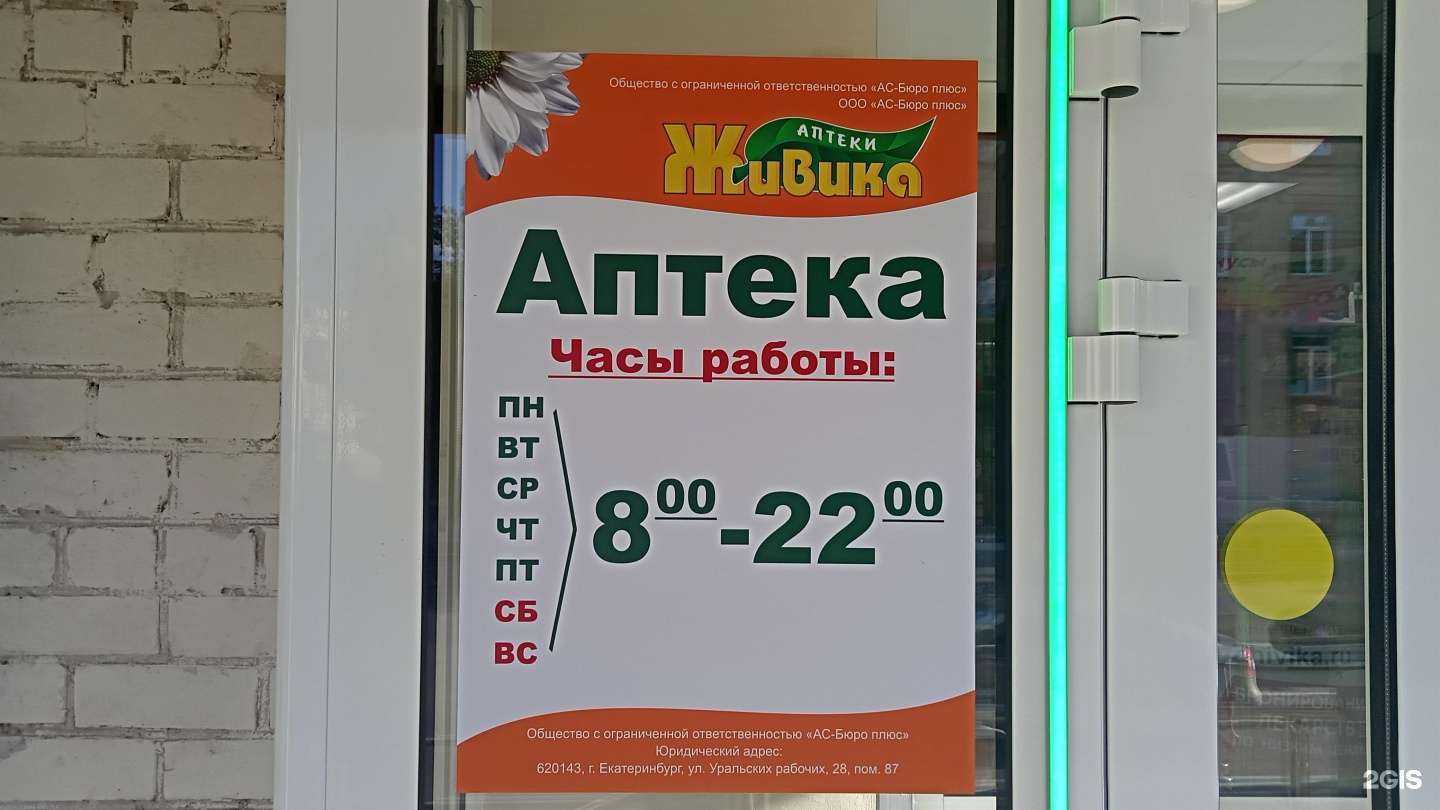 Общество с ограниченной ответственностью «АС-Бюро плюс»
ООО «АС-Бюро плюс»
АПТЕКИ
Живика
Аптека
Часы работы:
ПН
ВТ
СР
ЧТ
ПТ
СБ
ВС
8⁰⁰-22⁰⁰
Общество с ограниченной ответственностью «АС-Бюро плюс»
Юридический адрес:
620143, г. Екатеринбург, ул. Уральских рабочих, 28, пом. 87
2GIS